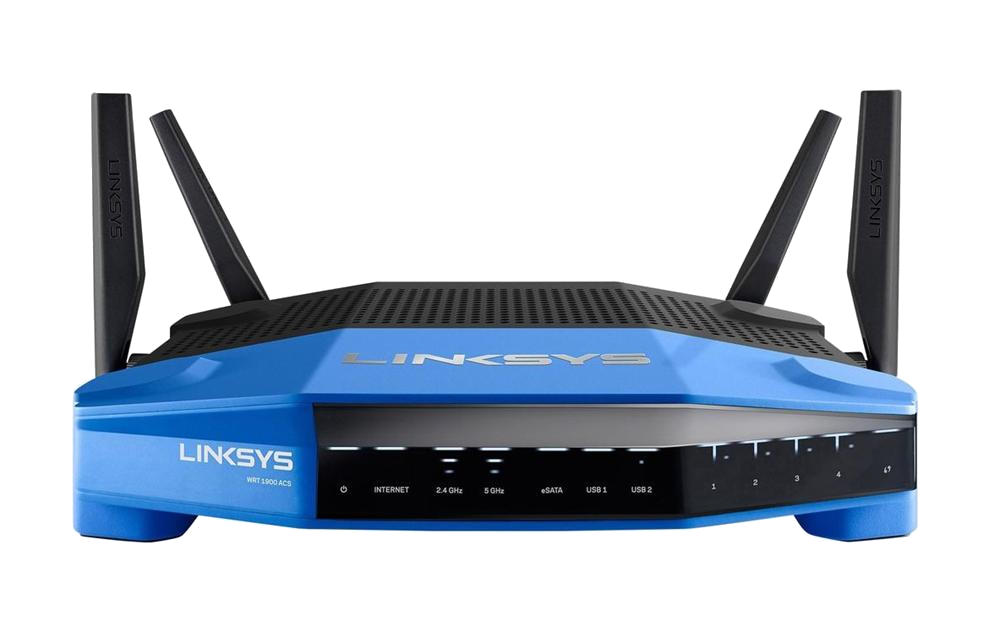 LINKSYS
LINKSYS
LINKSYS
LINKSYS
WRT 1900 ACS
INTERNET 2.4 GHz 5 GHz eSATA USB 1 USB 2 1 2 3 4